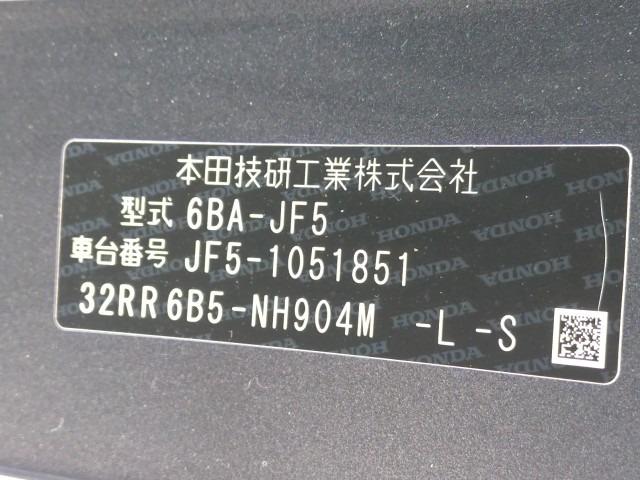 本田技研工業株式会社
型式 6BA-JF5
車台番号 JF5-1051851
32RR6B5-NH904M -L -S